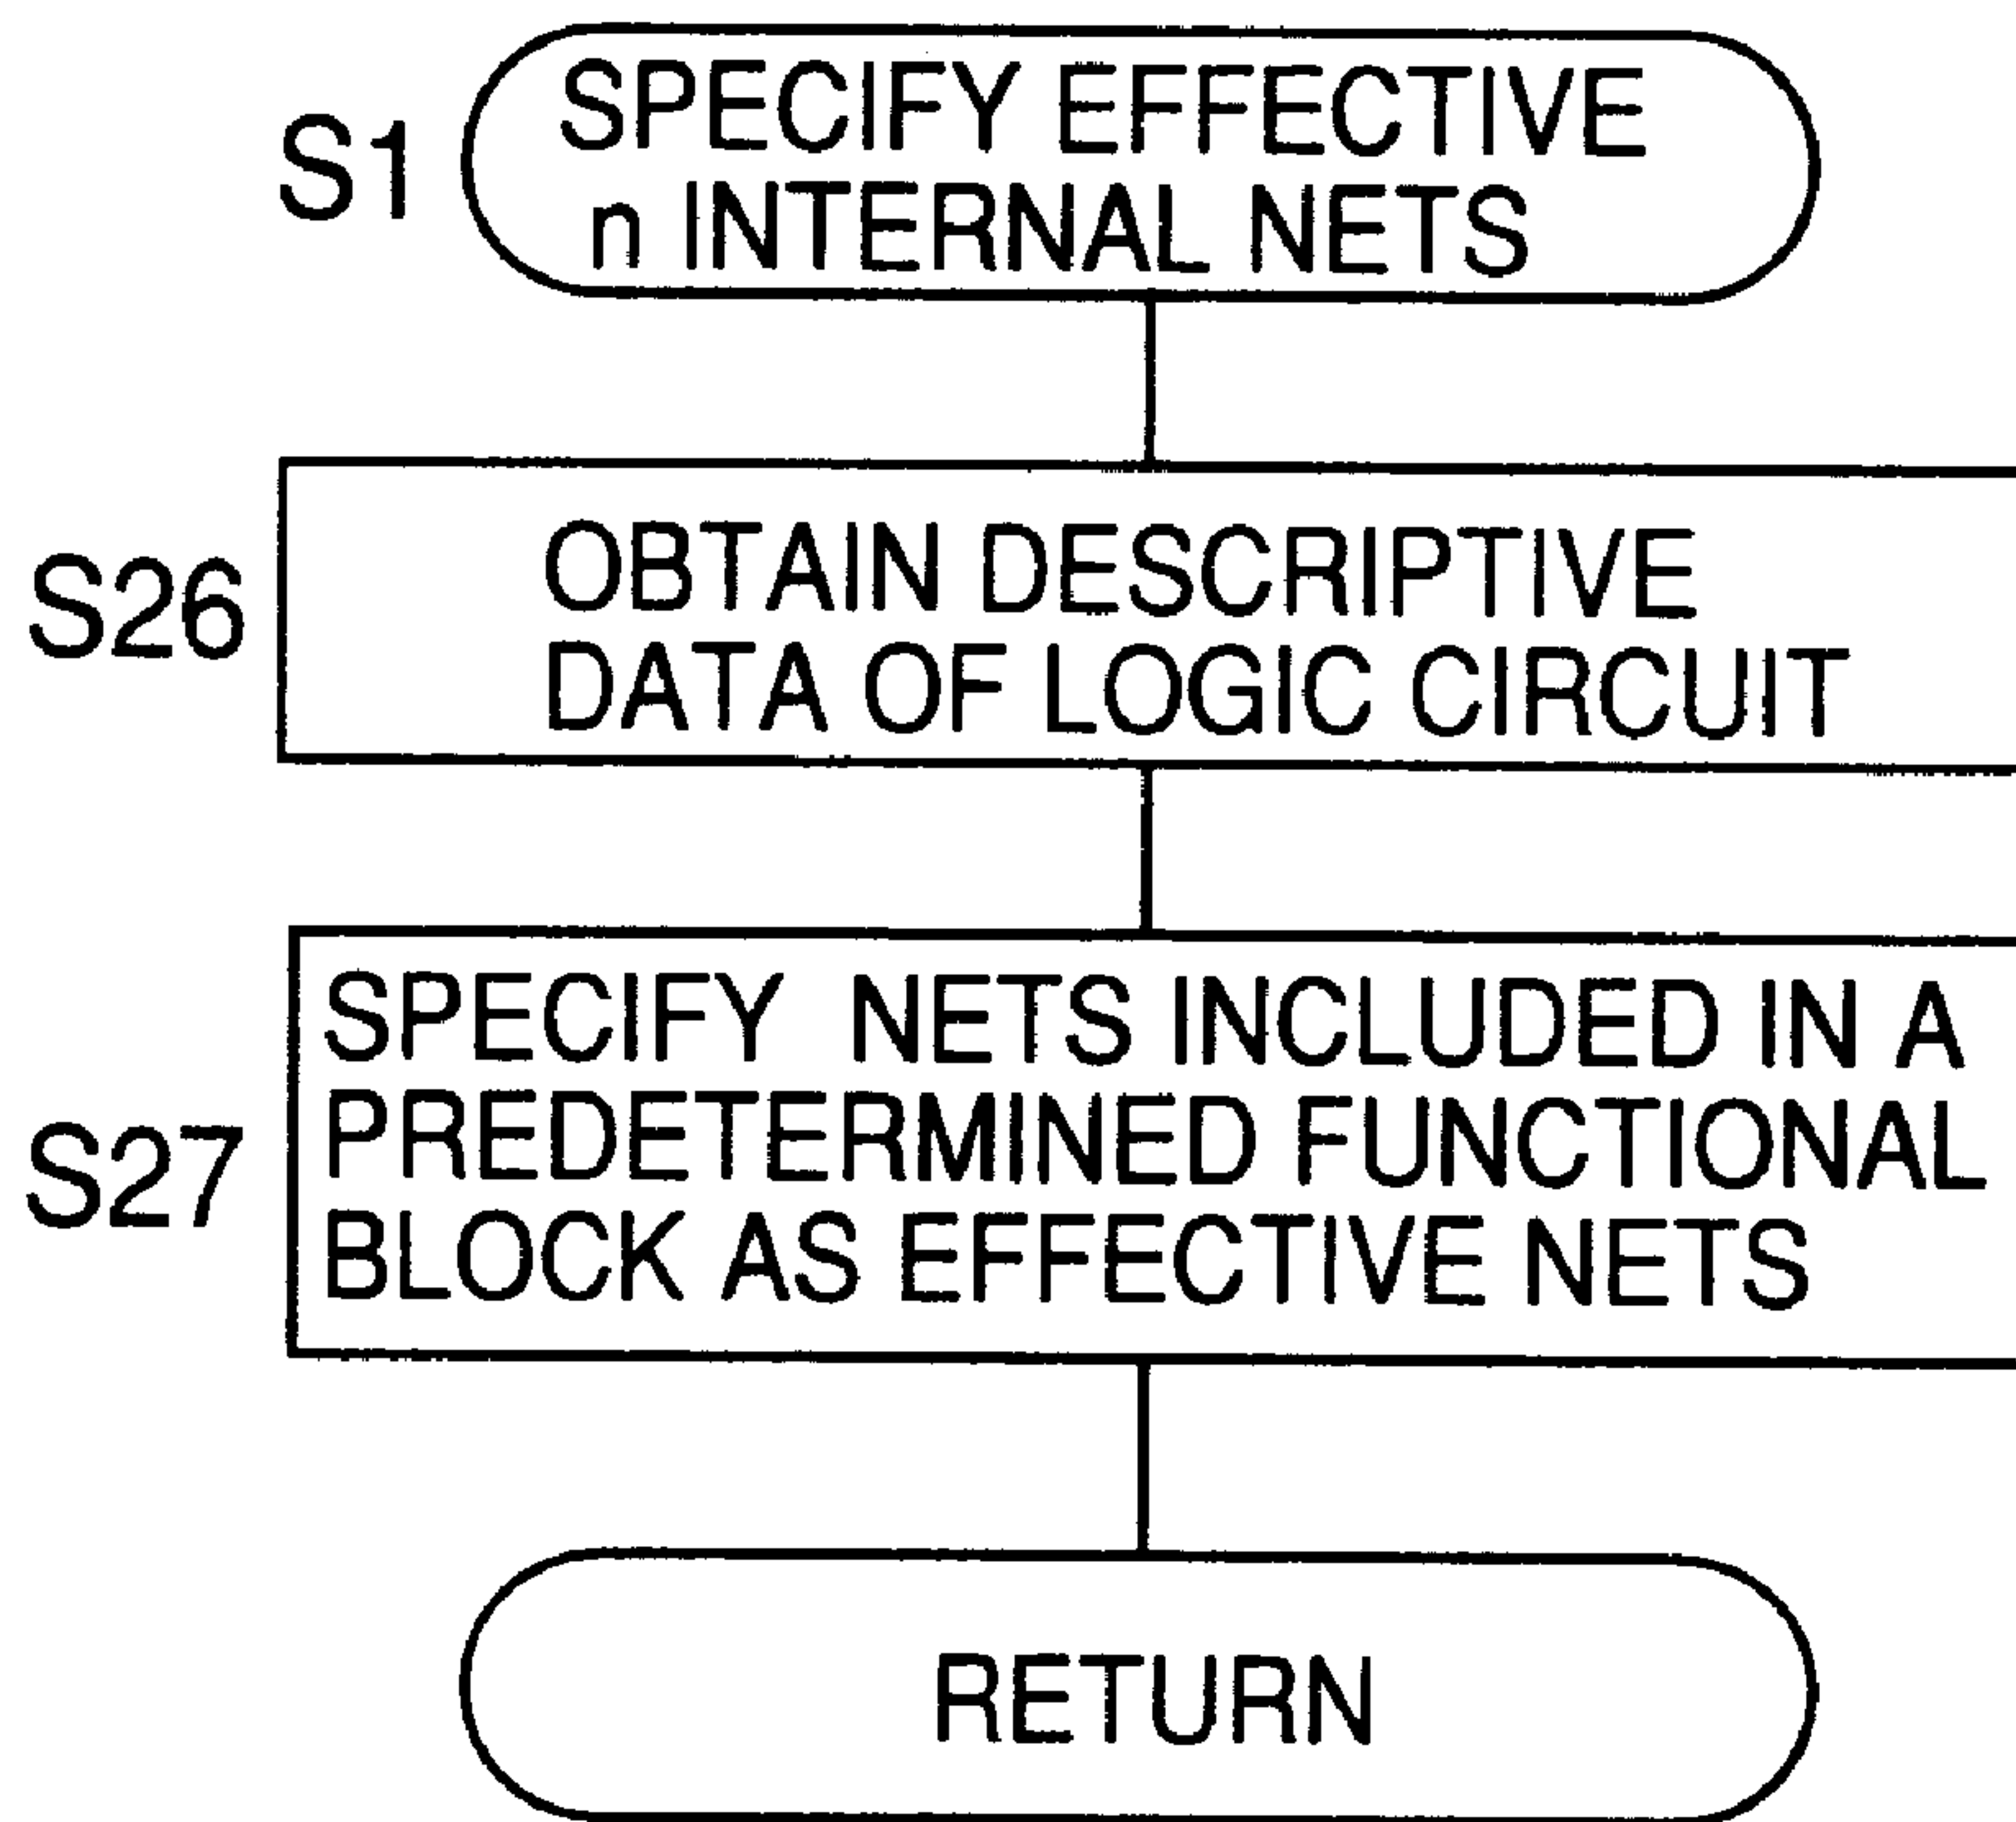 S1
SPECIFY EFFECTIVE
n INTERNAL NETS
S26
OBTAIN DESCRIPTIVE
DATA OF LOGIC CIRCUIT
S27
SPECIFY NETS INCLUDED IN A
PREDETERMINED FUNCTIONAL
BLOCK AS EFFECTIVE NETS
RETURN